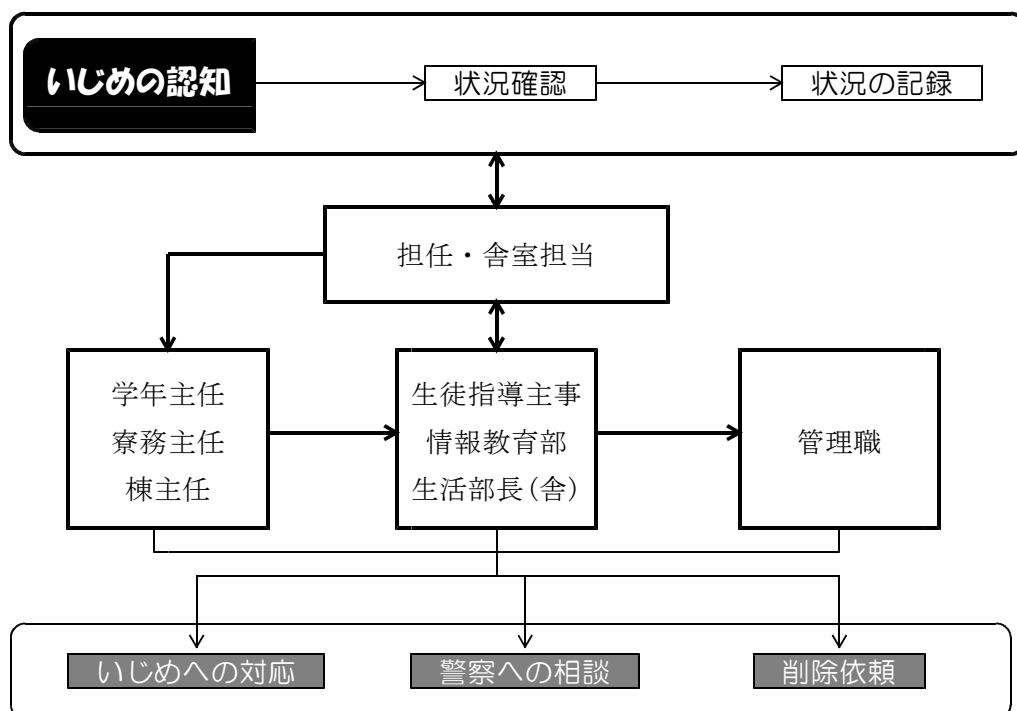 いじめの認知
状況確認
状況の記録
担任・舎室担当
学年主任
寮務主任
棟主任
生徒指導主事
情報教育部
生活部長(舎)
管理職
いじめへの対応
警察への相談
削除依頼